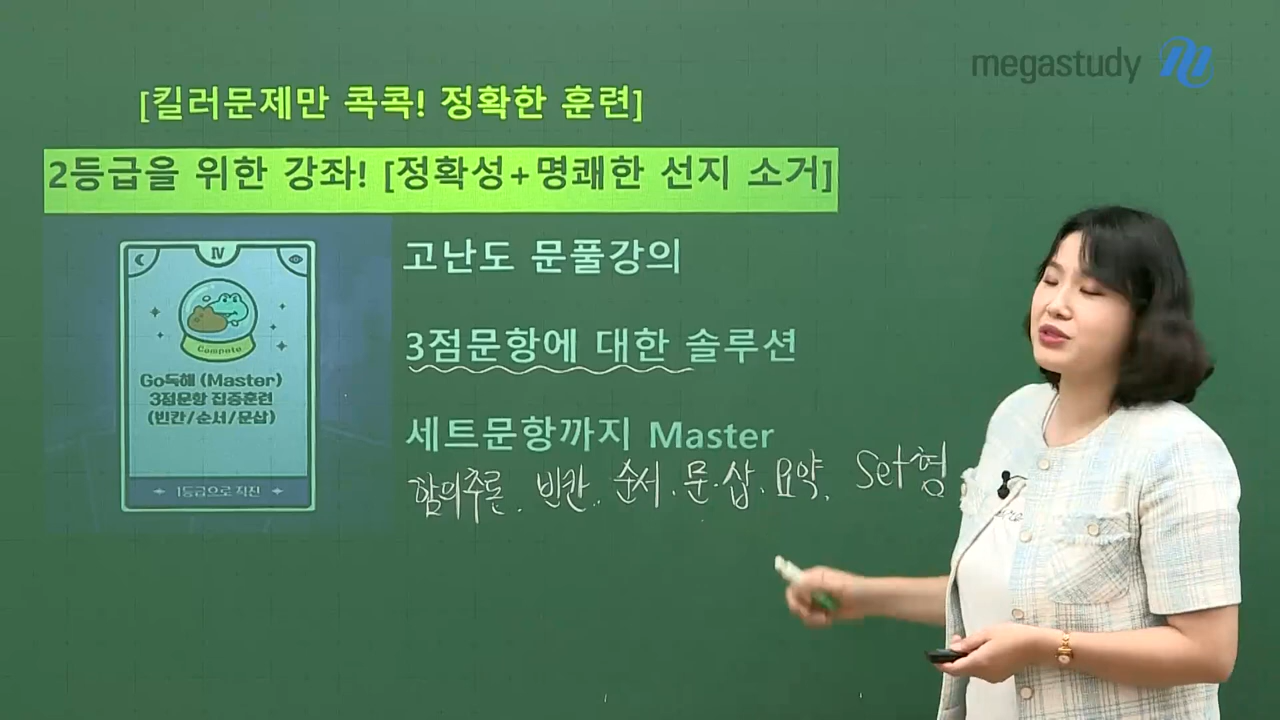 megastudy
[킬러문제만 콕콕! 정확한 훈련]
2등급을 위한 강좌! [정확성+명쾌한 선지 소거]
고난도 문풀강의
3점문항에 대한 솔루션
세트문항까지 Master
함의추론. 빈칸. 순서. 문.삽. 요약. Set형
IV
Compete
Go독해 (Master)
3점문항 집중훈련
(빈칸/순서/문삽)
1등급으로 직진